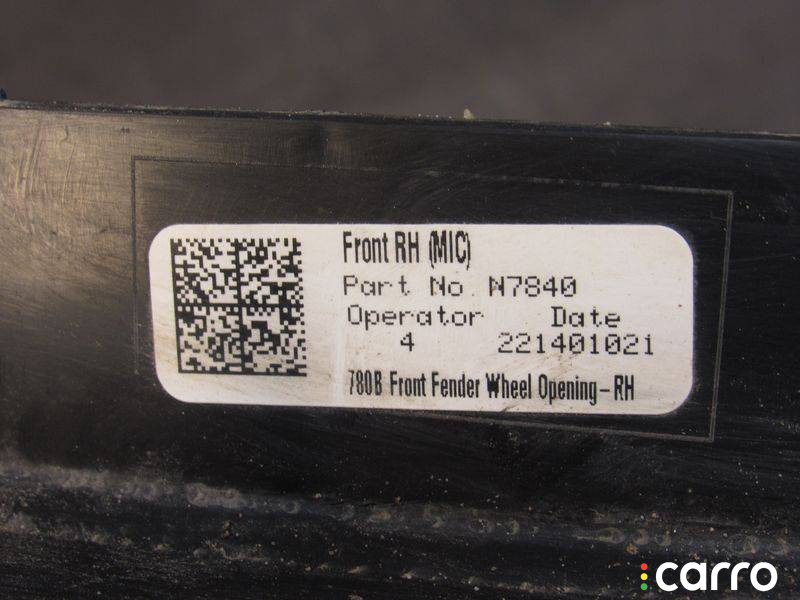 Front RH (MIC)
Part No N7840
Operator Date
4 221401021
780B Front Fender Wheel Opening-RH
carro